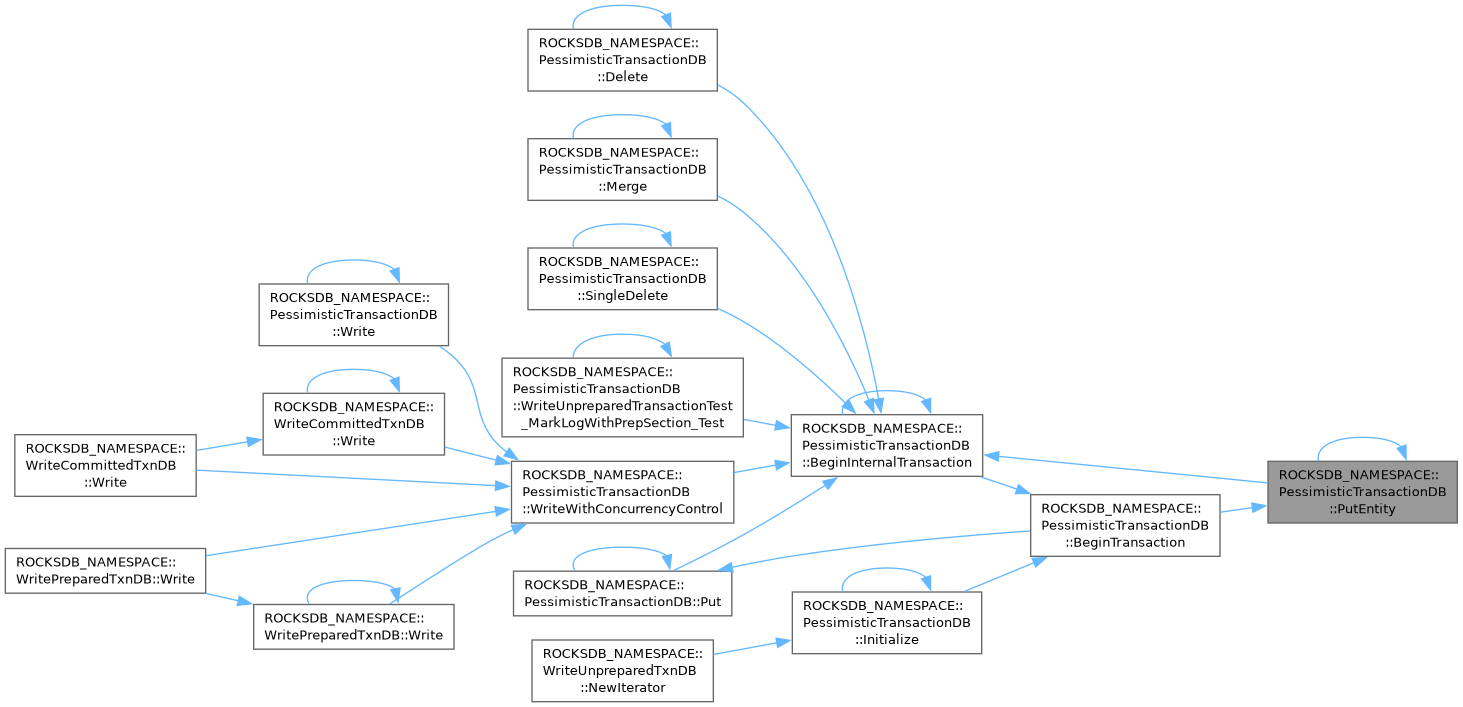 ROCKSDB_NAMESPACE::
PessimisticTransactionDB
::Delete
ROCKSDB_NAMESPACE::
PessimisticTransactionDB
::Merge
ROCKSDB_NAMESPACE::
PessimisticTransactionDB
::SingleDelete
ROCKSDB_NAMESPACE::
PessimisticTransactionDB
::Write
ROCKSDB_NAMESPACE::
PessimisticTransactionDB
::WriteUnpreparedTransactionTest
_MarkLogWithPrepSection_Test
ROCKSDB_NAMESPACE::
WriteCommittedTxnDB
::Write
ROCKSDB_NAMESPACE::
PessimisticTransactionDB
::BeginInternalTransaction
ROCKSDB_NAMESPACE::
WriteCommittedTxnDB
::Write
ROCKSDB_NAMESPACE::
PessimisticTransactionDB
::WriteWithConcurrencyControl
ROCKSDB_NAMESPACE::
PessimisticTransactionDB
::PutEntity
ROCKSDB_NAMESPACE::
PessimisticTransactionDB
::BeginTransaction
ROCKSDB_NAMESPACE::
WritePreparedTxnDB::Write
ROCKSDB_NAMESPACE::
PessimisticTransactionDB::Put
ROCKSDB_NAMESPACE::
PessimisticTransactionDB
::Initialize
ROCKSDB_NAMESPACE::
WritePreparedTxnDB::Write
ROCKSDB_NAMESPACE::
WriteUnpreparedTxnDB
::NewIterator